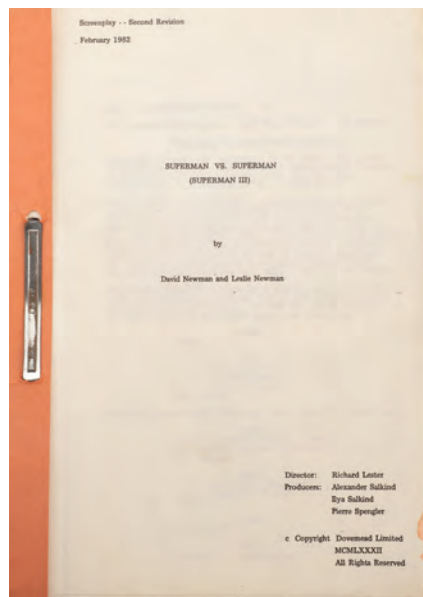 Screenplay - - Second Revision
February 1982
SUPERMAN VS. SUPERMAN
(SUPERMAN III)
by
David Newman and Leslie Newman
Director: Richard Lester
Producers: Alexander Salkind
Ilya Salkind
Pierre Spengler
c Copyright Dovemead Limited
MCMLXXXII
All Rights Reserved